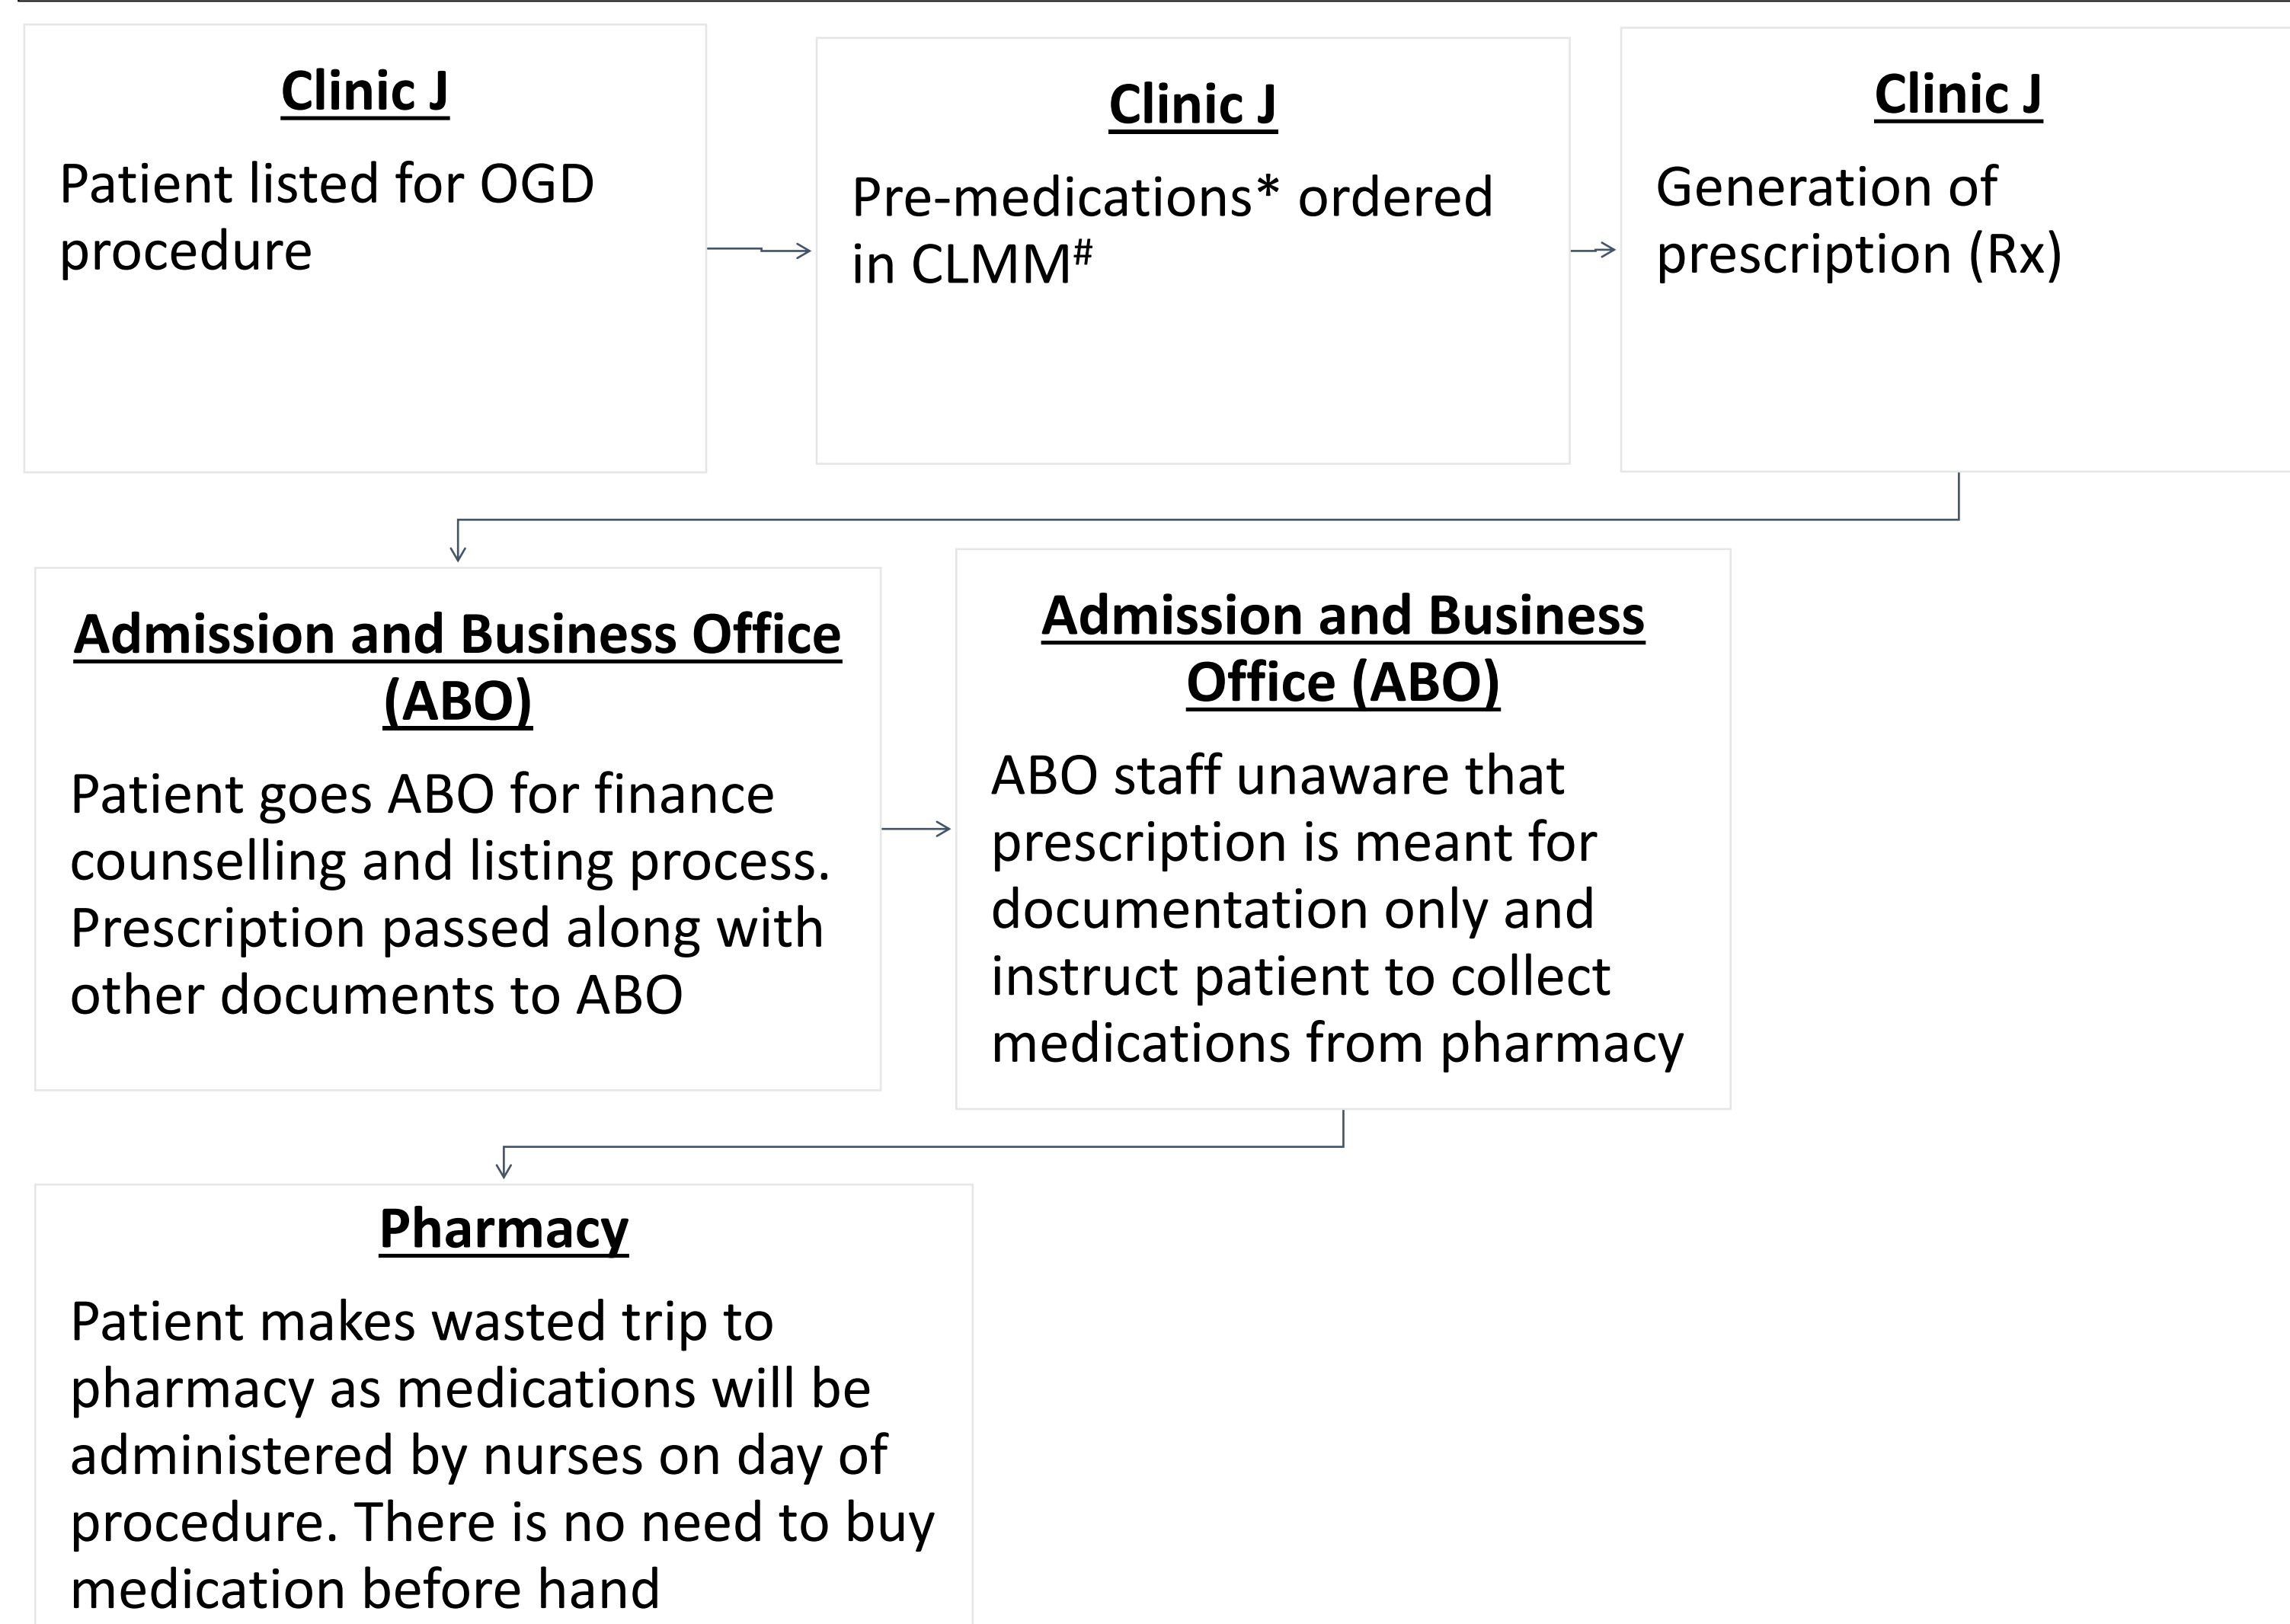 Clinic J
Patient listed for OGD
procedure
Clinic J
Pre-medications* ordered
in CLMM#
Clinic J
Generation of
prescription (Rx)
Admission and Business Office
(ABO)
Patient goes ABO for finance
counselling and listing process.
Prescription passed along with
other documents to ABO
Admission and Business
Office (ABO)
ABO staff unaware that
prescription is meant for
documentation only and
instruct patient to collect
medications from pharmacy
Pharmacy
Patient makes wasted trip to
pharmacy as medications will be
administered by nurses on day of
procedure. There is no need to buy
medication before hand